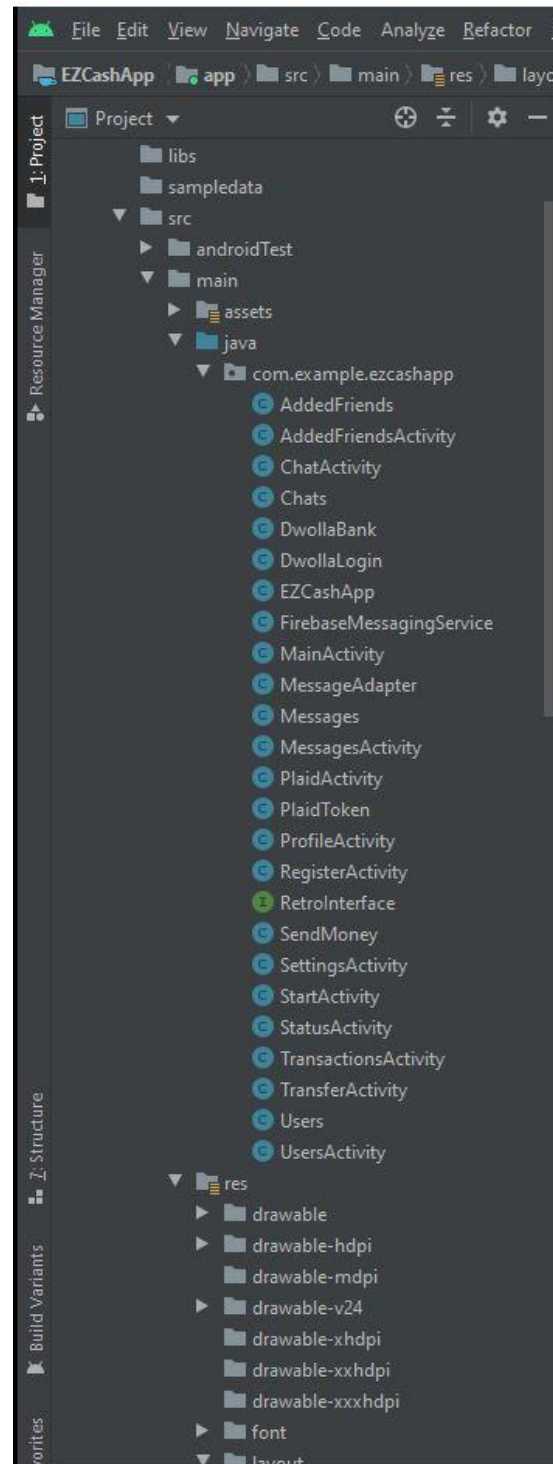 File Edit View Navigate Code Analyze Refactor
EZCashApp app src main res layo
1: Project
Resource Manager
7: Structure
Build Variants
vorites
Project
libs
sampledata
src
androidTest
main
assets
java
com.example.ezcashapp
AddedFriends
AddedFriendsActivity
ChatActivity
Chats
DwollaBank
DwollaLogin
EZCashApp
FirebaseMessagingService
MainActivity
MessageAdapter
Messages
MessagesActivity
PlaidActivity
PlaidToken
ProfileActivity
RegisterActivity
RetroInterface
SendMoney
SettingsActivity
StartActivity
StatusActivity
TransactionsActivity
TransferActivity
Users
UsersActivity
res
drawable
drawable-hdpi
drawable-mdpi
drawable-v24
drawable-xhdpi
drawable-xxhdpi
drawable-xxxhdpi
font
layout